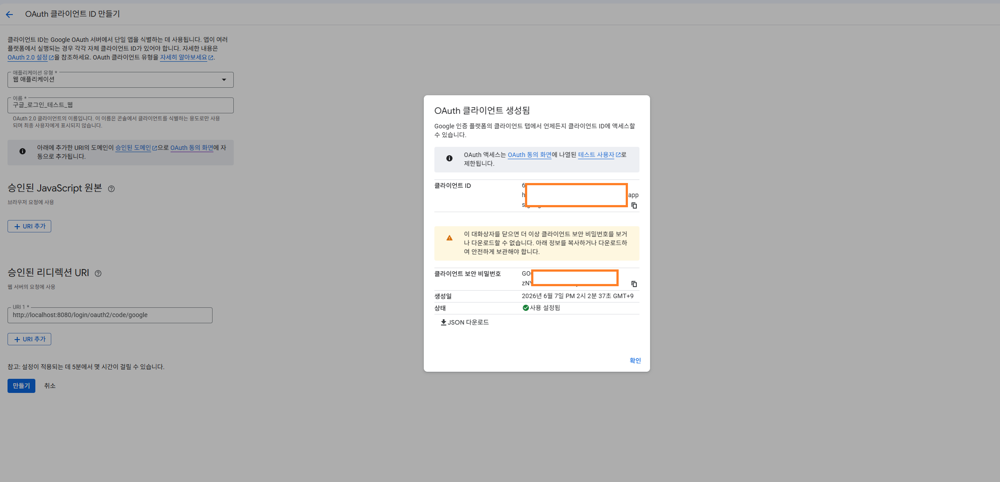 OAuth 클라이언트 ID 만들기
클라이언트 ID는 Google OAuth 서버에서 단일 앱을 식별하는 데 사용됩니다. 앱이 여러
플랫폼에서 실행되는 경우 각각 자체 클라이언트 ID가 있어야 합니다. 자세한 내용은
OAuth 2.0 설정을 참조하세요. OAuth 클라이언트 유형을 자세히 알아보세요.
애플리케이션 유형 *
웹 애플리케이션
이름 *
구글_로그인_테스트_웹
OAuth 2.0 클라이언트의 이름입니다. 이 이름은 콘솔에서 클라이언트를 식별하는 용도로만 사용
되며 최종 사용자에게 표시되지 않습니다.
아래에 추가한 URI의 도메인이 승인된 도메인으로 OAuth 동의 화면에 자
동으로 추가됩니다.
승인된 JavaScript 원본
브라우저 요청에 사용
+ URI 추가
승인된 리디렉션 URI
웹 서버의 요청에 사용
URI 1 *
http://localhost:8080/login/oauth2/code/google
+ URI 추가
참고: 설정이 적용되는 데 5분에서 몇 시간이 걸릴 수 있습니다.
만들기 취소
OAuth 클라이언트 생성됨
Google 인증 플랫폼의 클라이언트 탭에서 언제든지 클라이언트 ID에 액세스할
수 있습니다.
OAuth 액세스는 OAuth 동의 화면에 나열된 테스트 사용자로
제한됩니다.
클라이언트 ID 6
h app
s
이 대화상자를 닫으면 더 이상 클라이언트 보안 비밀번호를 보거
나 다운로드할 수 없습니다. 아래 정보를 복사하거나 다운로드하
여 안전하게 보관해야 합니다.
클라이언트 보안 비밀번호 GO
zN
생성일 2026년 6월 7일 PM 2시 2분 37초 GMT+9
상태 사용 설정됨
JSON 다운로드
확인